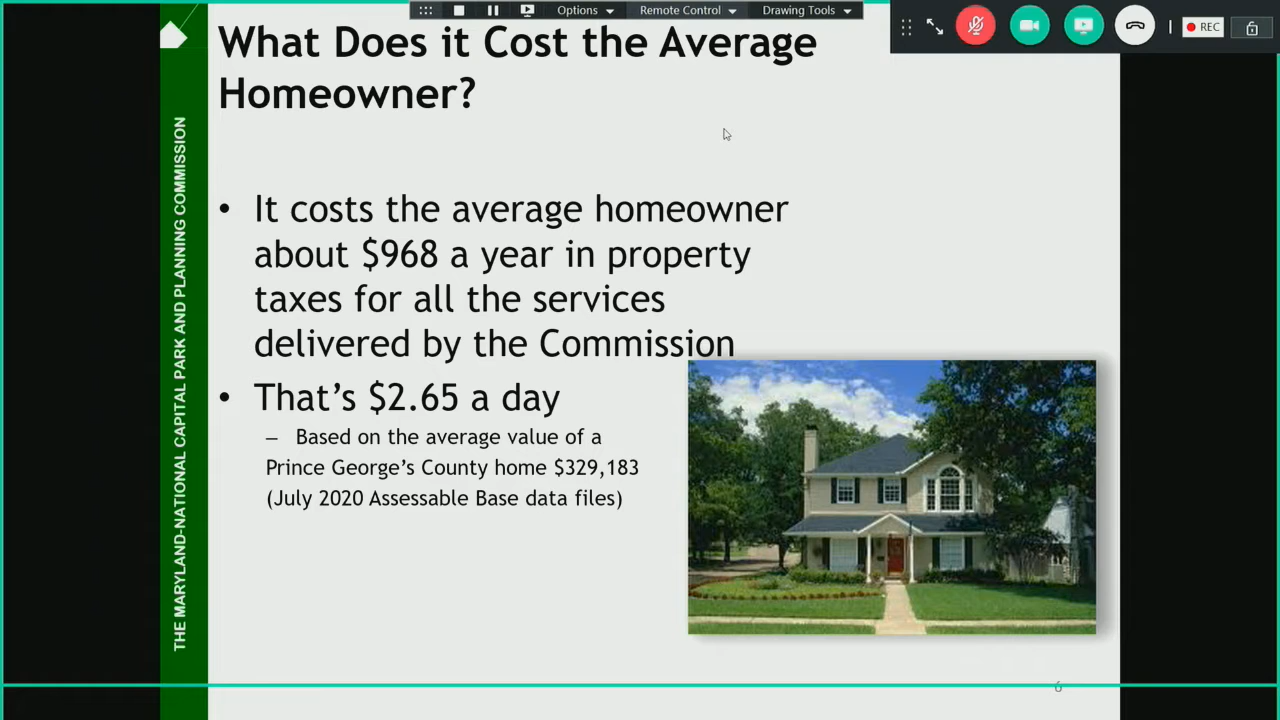 Options
Remote Control
Drawing Tools
REC
What Does it Cost the Average
Homeowner?
THE MARYLAND-NATIONAL CAPITAL PARK AND PLANNING COMMISSION
• It costs the average homeowner
about $968 a year in property
taxes for all the services
delivered by the Commission
• That’s $2.65 a day
– Based on the average value of a
Prince George’s County home $329,183
(July 2020 Assessable Base data files)
6